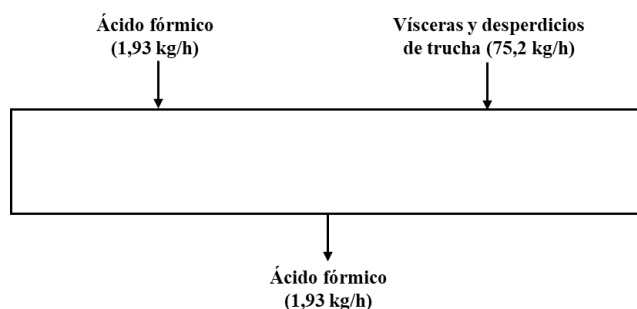 Ácido fórmico
(1,93 kg/h)
Vísceras y desperdicios
de trucha (75,2 kg/h)
Ácido fórmico
(1,93 kg/h)